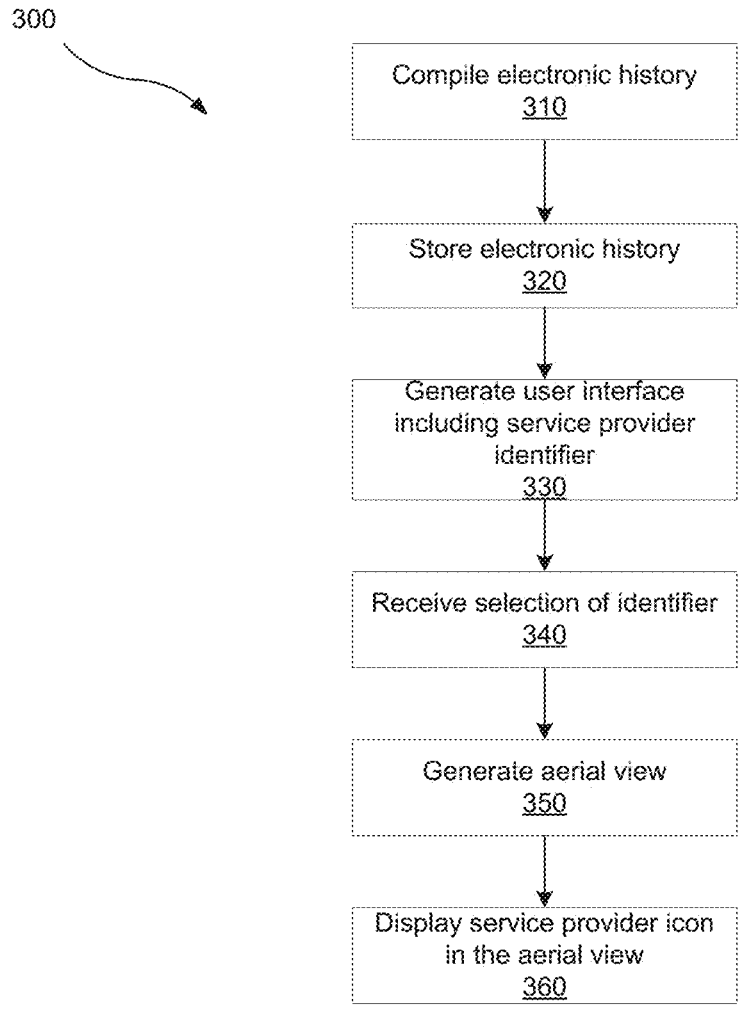 300
Compile electronic history
310
Store electronic history
320
Generate user interface
including service provider
identifier
330
Receive selection of identifier
340
Generate aerial view
350
Display service provider icon
in the aerial view
360